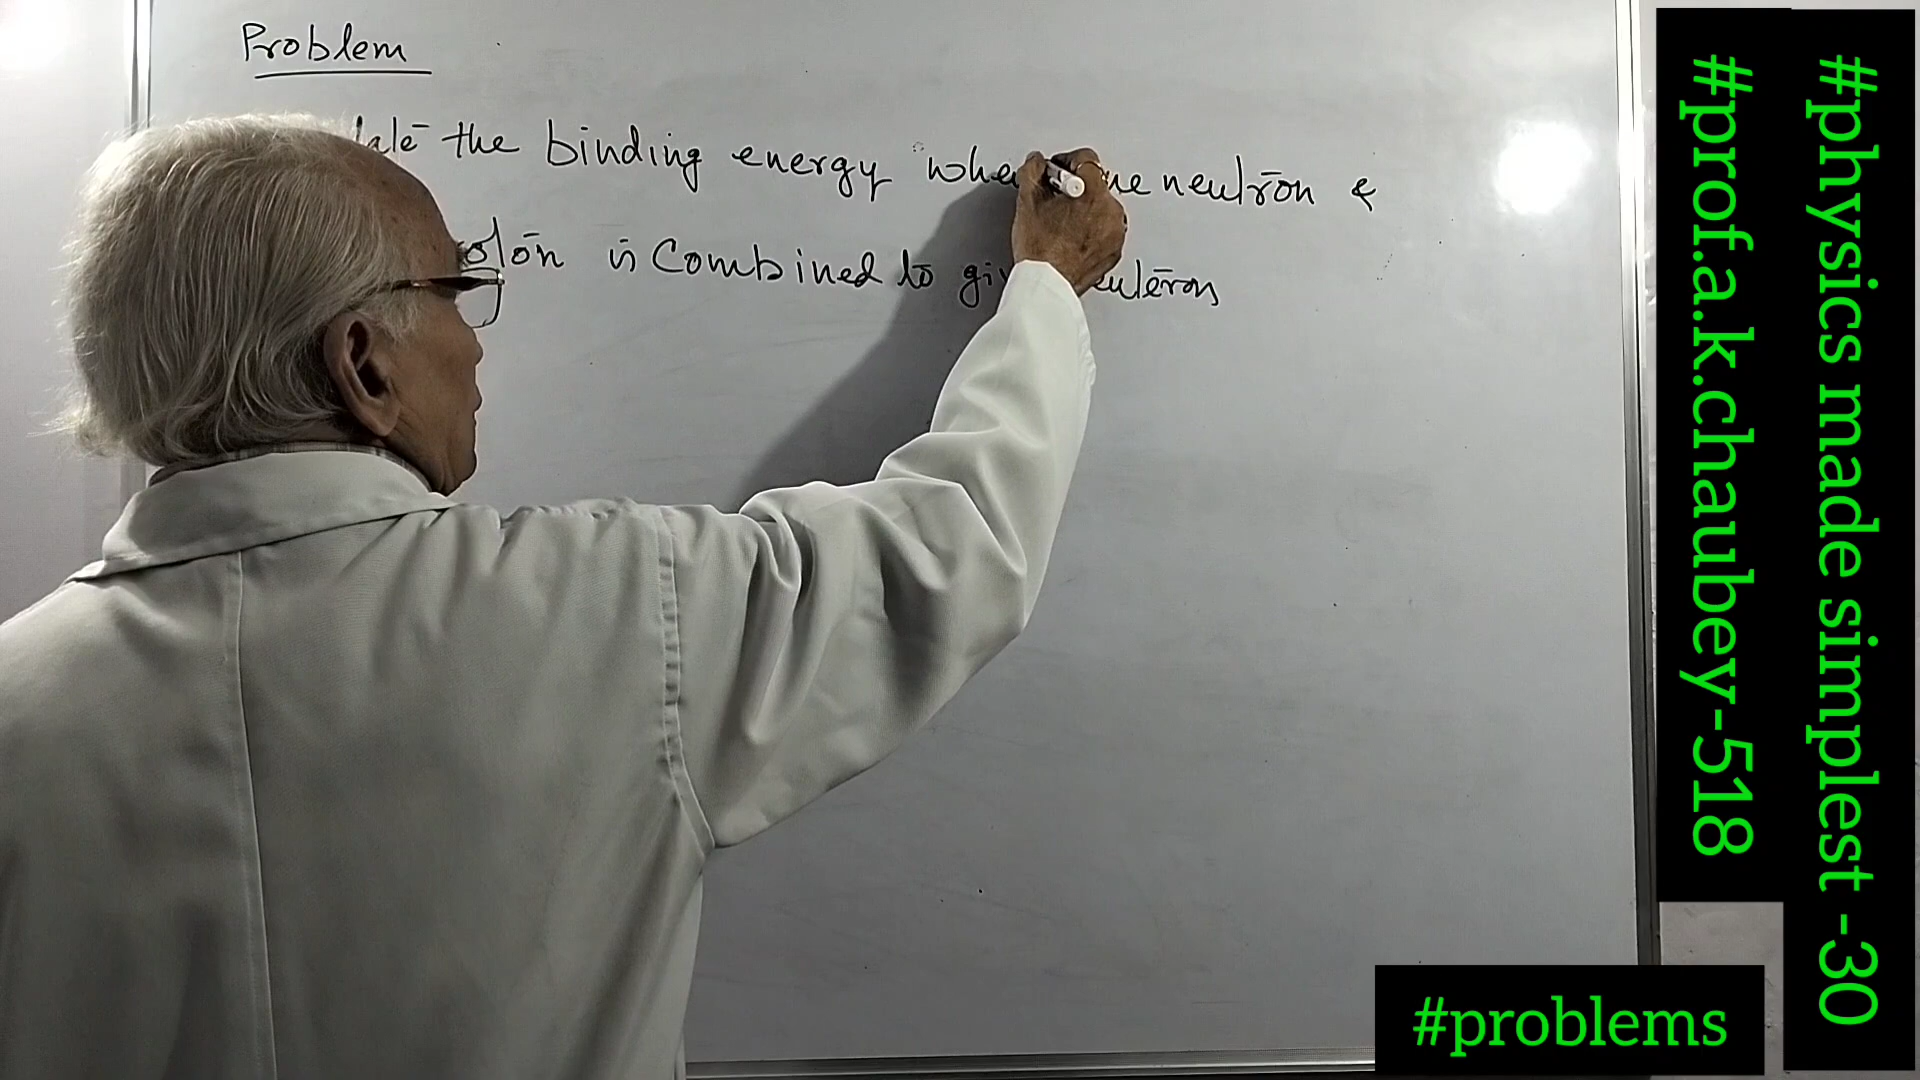 Problem
the binding energy when neutron &
is combined to
#physics made simplest -30
#prof.a.k.chaubey-518
#problems